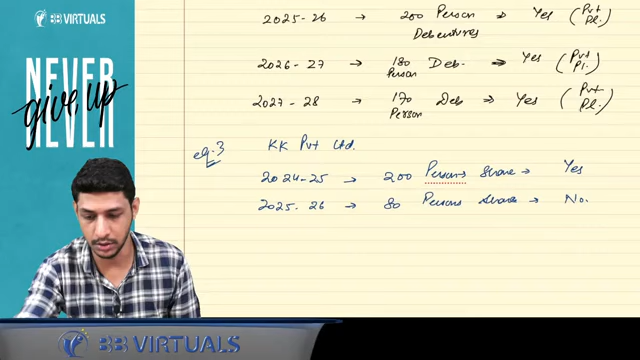 BB VIRTUALS
NEVER
give up
NEVER
2025-26 → 200 Person Debentures ⇒ Yes (Pvt Pl.)
2026-27 → 180 Person Deb. → Yes (Pvt Pl.)
2027-28 → 170 Person Deb ⇒ Yes (Pvt Pl.)
eg.3 KK Pvt Ltd.
2024-25 → 200 Persons Share → Yes
2025-26 → 80 Persons Shares → No.
BB VIRTUALS